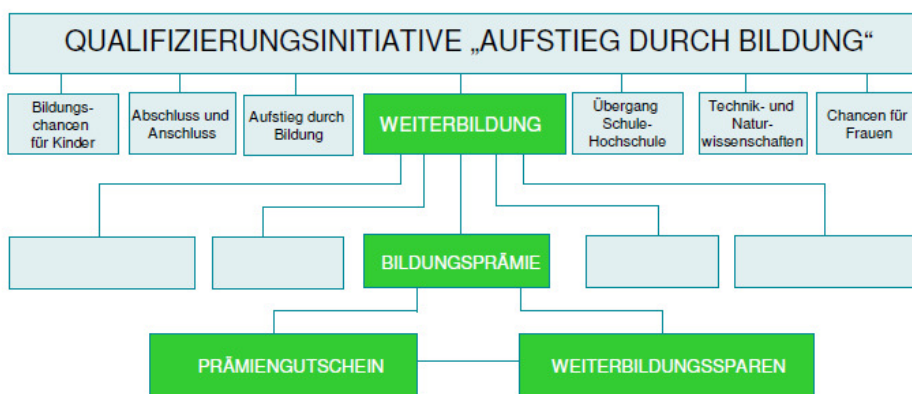 QUALIFIZIERUNGSINITIATIVE „AUFSTIEG DURCH BILDUNG“
Bildungs-
chancen
für Kinder
Abschluss und
Anschluss
Aufstieg durch
Bildung
WEITERBILDUNG
Übergang
Schule-
Hochschule
Technik- und
Natur-
wissenschaften
Chancen für
Frauen
BILDUNGSPRÄMIE
PRÄMIENGUTSCHEIN
WEITERBILDUNGSSPAREN